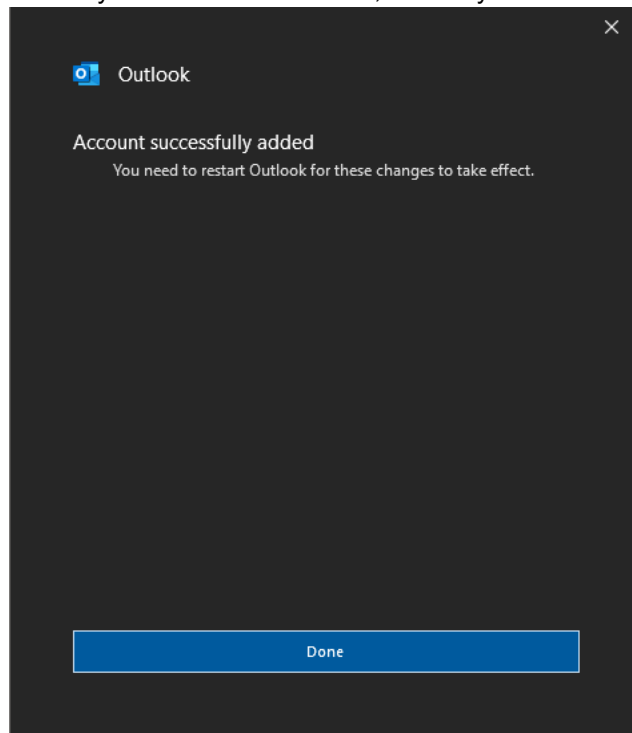 Outlook
Account successfully added
You need to restart Outlook for these changes to take effect.
Done